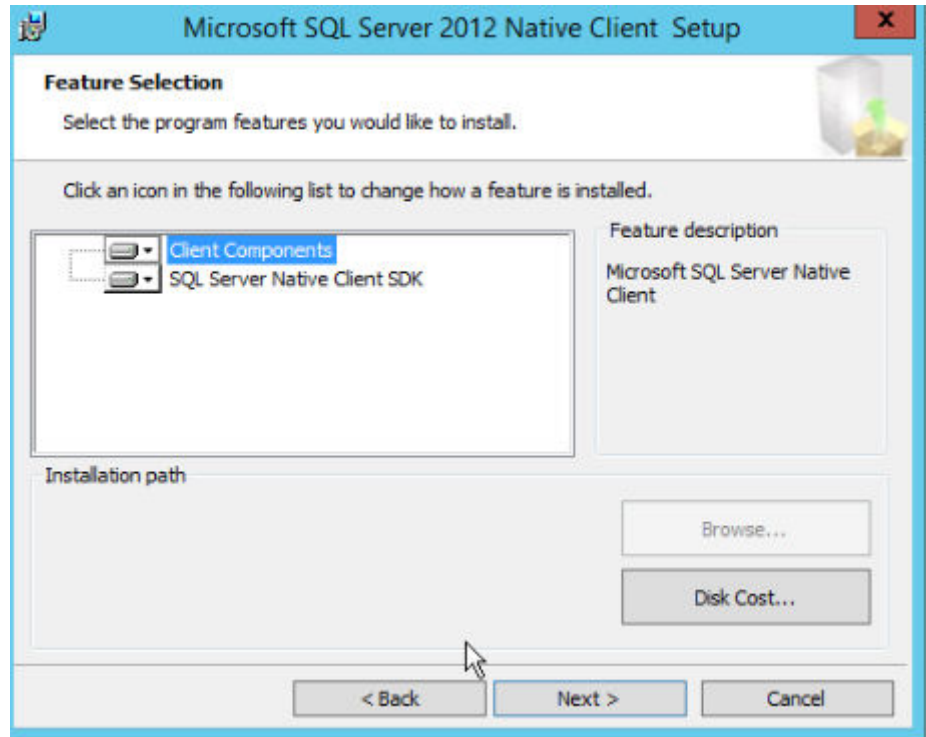 Microsoft SQL Server 2012 Native Client Setup
Feature Selection
Select the program features you would like to install.
Click an icon in the following list to change how a feature is installed.
Client Components
SQL Server Native Client SDK
Feature description
Microsoft SQL Server Native
Client
Installation path
Browse...
Disk Cost...
< Back
Next >
Cancel